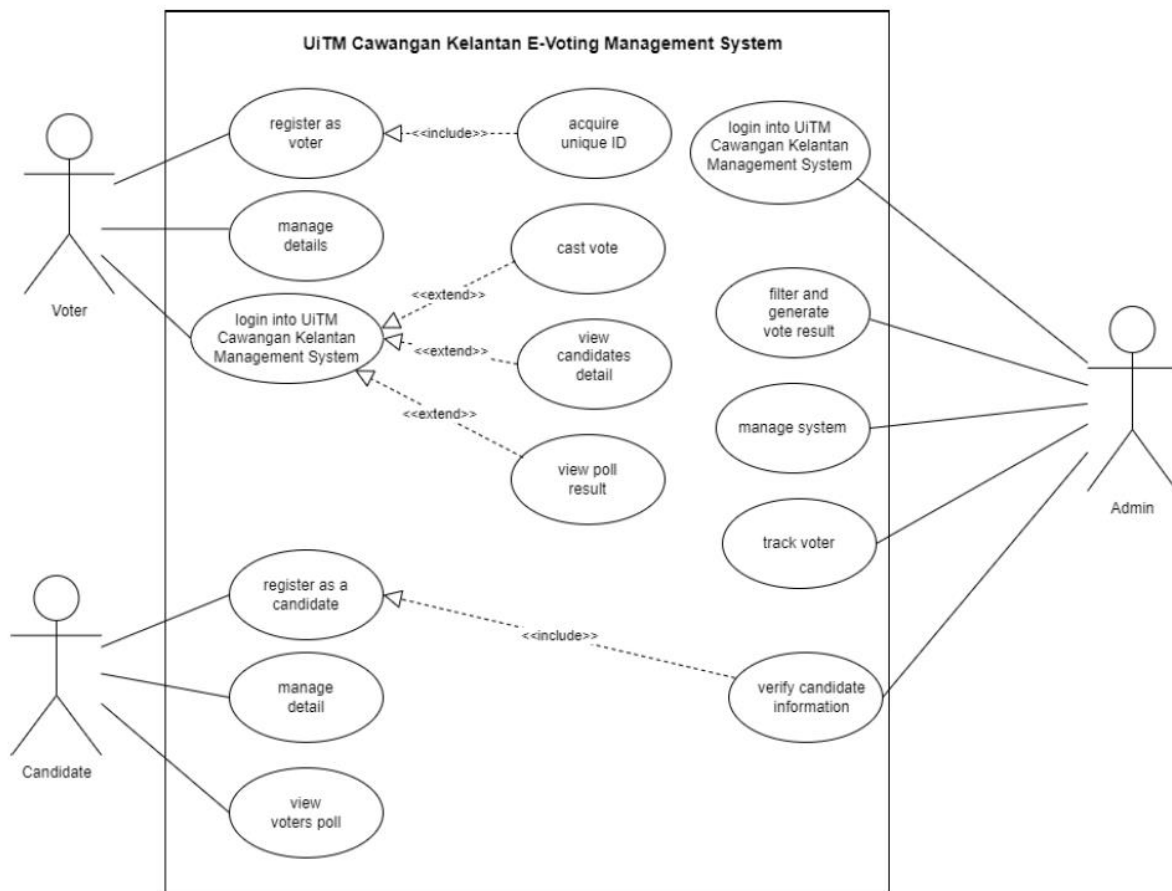 UiTM Cawangan Kelantan E-Voting Management System
register as
voter
<<include>>
acquire
unique ID
login into UiTM
Cawangan Kelantan
Management System
manage
details
cast vote
Voter
<<extend>>
login into UiTM
Cawangan Kelantan
Management System
<<extend>>
view
candidates
detail
filter and
generate
vote result
<<extend>>
manage system
view poll
result
Admin
track voter
register as a
candidate
<<include>>
manage
detail
verify candidate
information
Candidate
view
voters poll